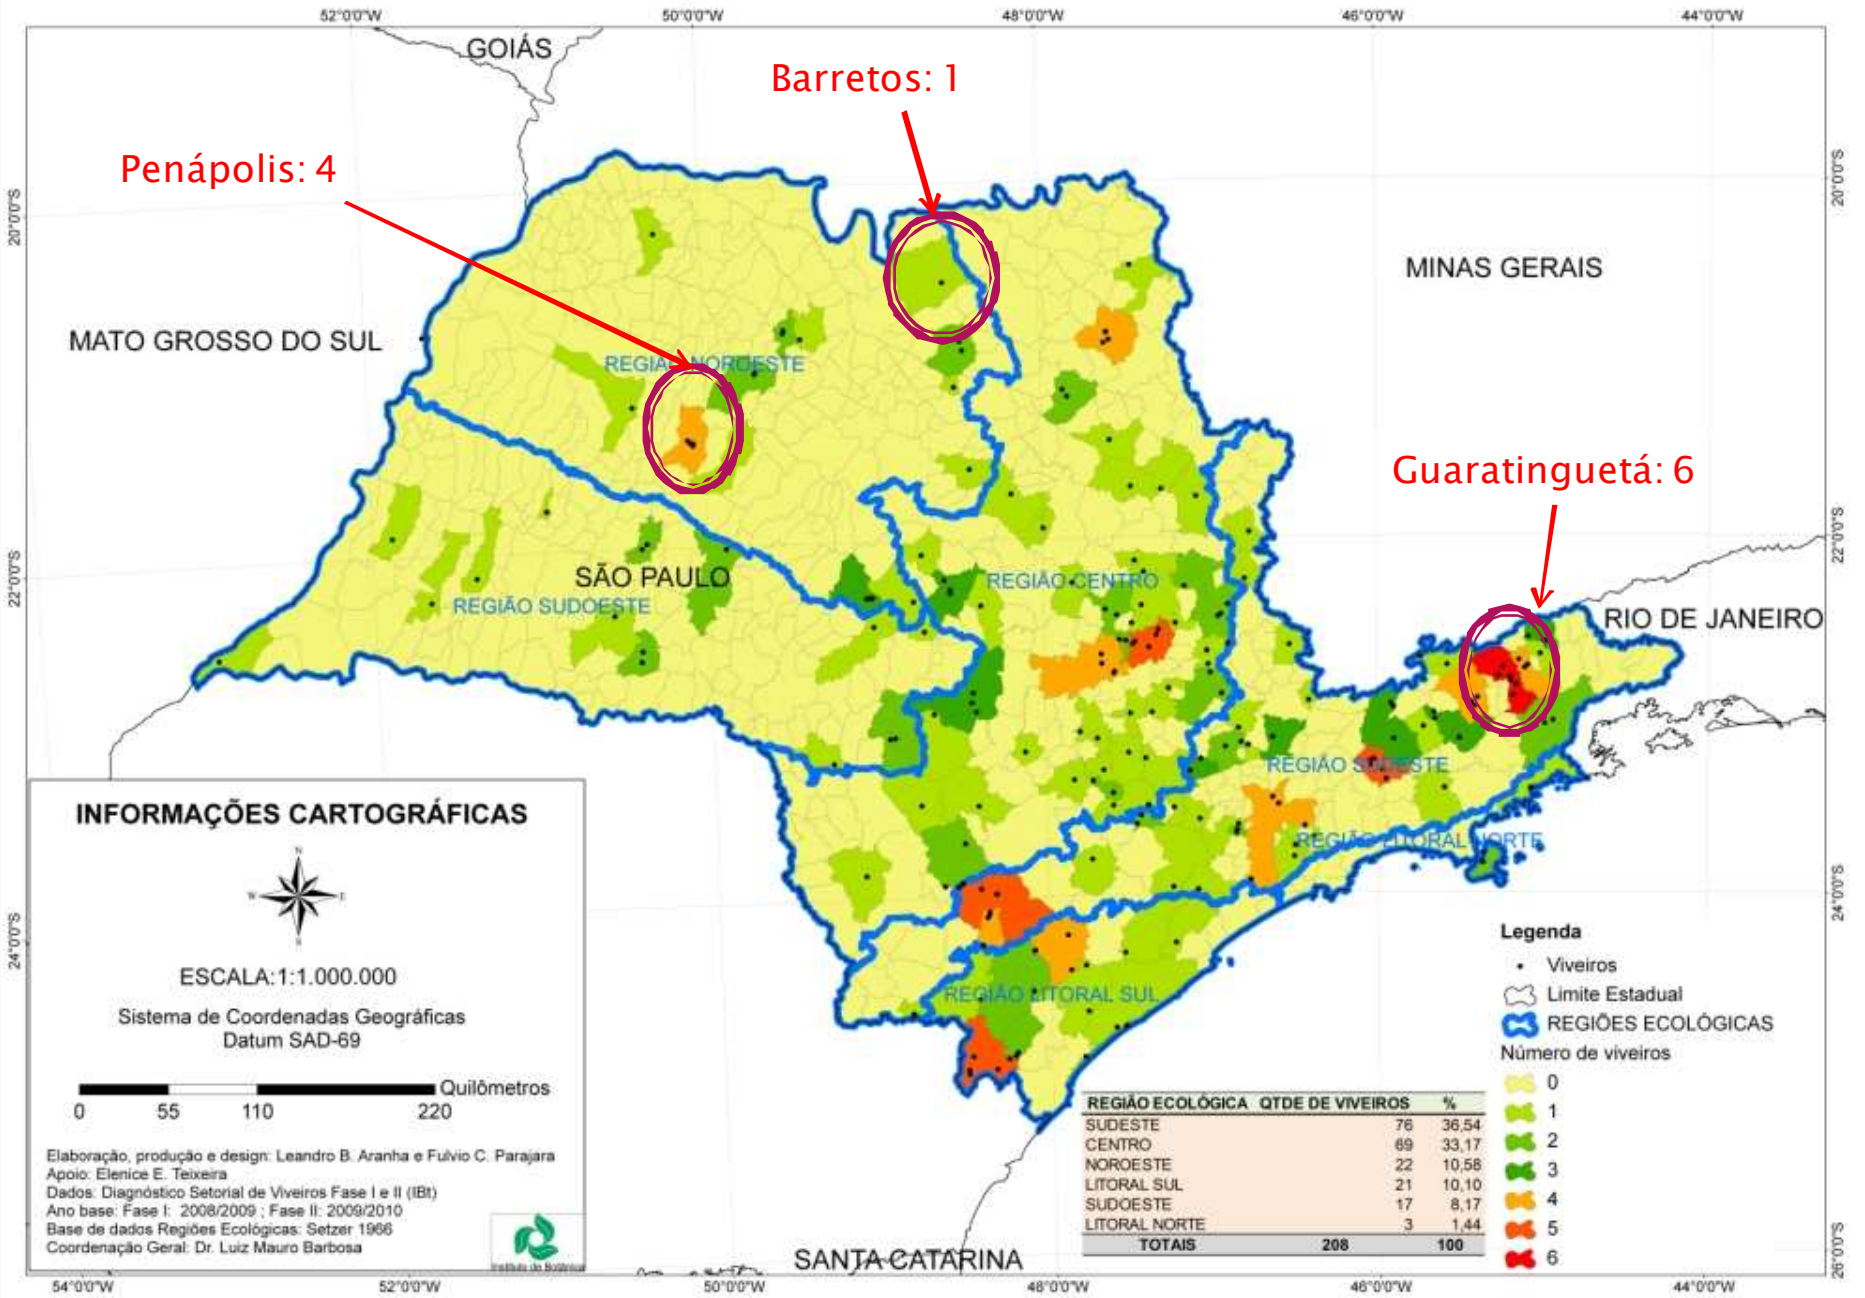 52°0'0"W 50°0'0"W 48°0'0"W 46°0'0"W 44°0'0"W
GOIÁS
Barretos: 1
Penápolis: 4
20°0'0"S
20°0'0"S
MINAS GERAIS
MATO GROSSO DO SUL
REGIÃO NOROESTE
Guaratinguetá: 6
22°0'0"S
22°0'0"S
SÃO PAULO
REGIÃO CENTRO
REGIÃO SUDOESTE
RIO DE JANEIRO
REGIÃO SUDESTE
REGIÃO LITORAL NORTE
REGIÃO LITORAL SUL
24°0'0"S
24°0'0"S
INFORMAÇÕES CARTOGRÁFICAS
N
W E
S
ESCALA:1:1.000.000
Sistema de Coordenadas Geográficas
Datum SAD-69
Quilômetros
0 55 110 220
Elaboração, produção e design: Leandro B. Aranha e Fulvio C. Parajara
Apoio: Elenice E. Teixeira
Dados: Diagnóstico Setorial de Viveiros Fase I e II (IBt)
Ano base: Fase I: 2008/2009 ; Fase II: 2009/2010
Base de dados Regiões Ecológicas: Setzer 1966
Coordenação Geral: Dr. Luiz Mauro Barbosa
Instituto de Botânica
SANTA CATARINA
REGIÃO ECOLÓGICA QTDE DE VIVEIROS %
SUDESTE 76 36,54
CENTRO 69 33,17
NOROESTE 22 10,58
LITORAL SUL 21 10,10
SUDOESTE 17 8,17
LITORAL NORTE 3 1,44
TOTAIS 208 100
Legenda
Viveiros
Limite Estadual
REGIÕES ECOLÓGICAS
Número de viveiros
0
1
2
3
4
5
6
26°0'0"S
54°0'0"W 52°0'0"W 50°0'0"W 48°0'0"W 46°0'0"W 44°0'0"W